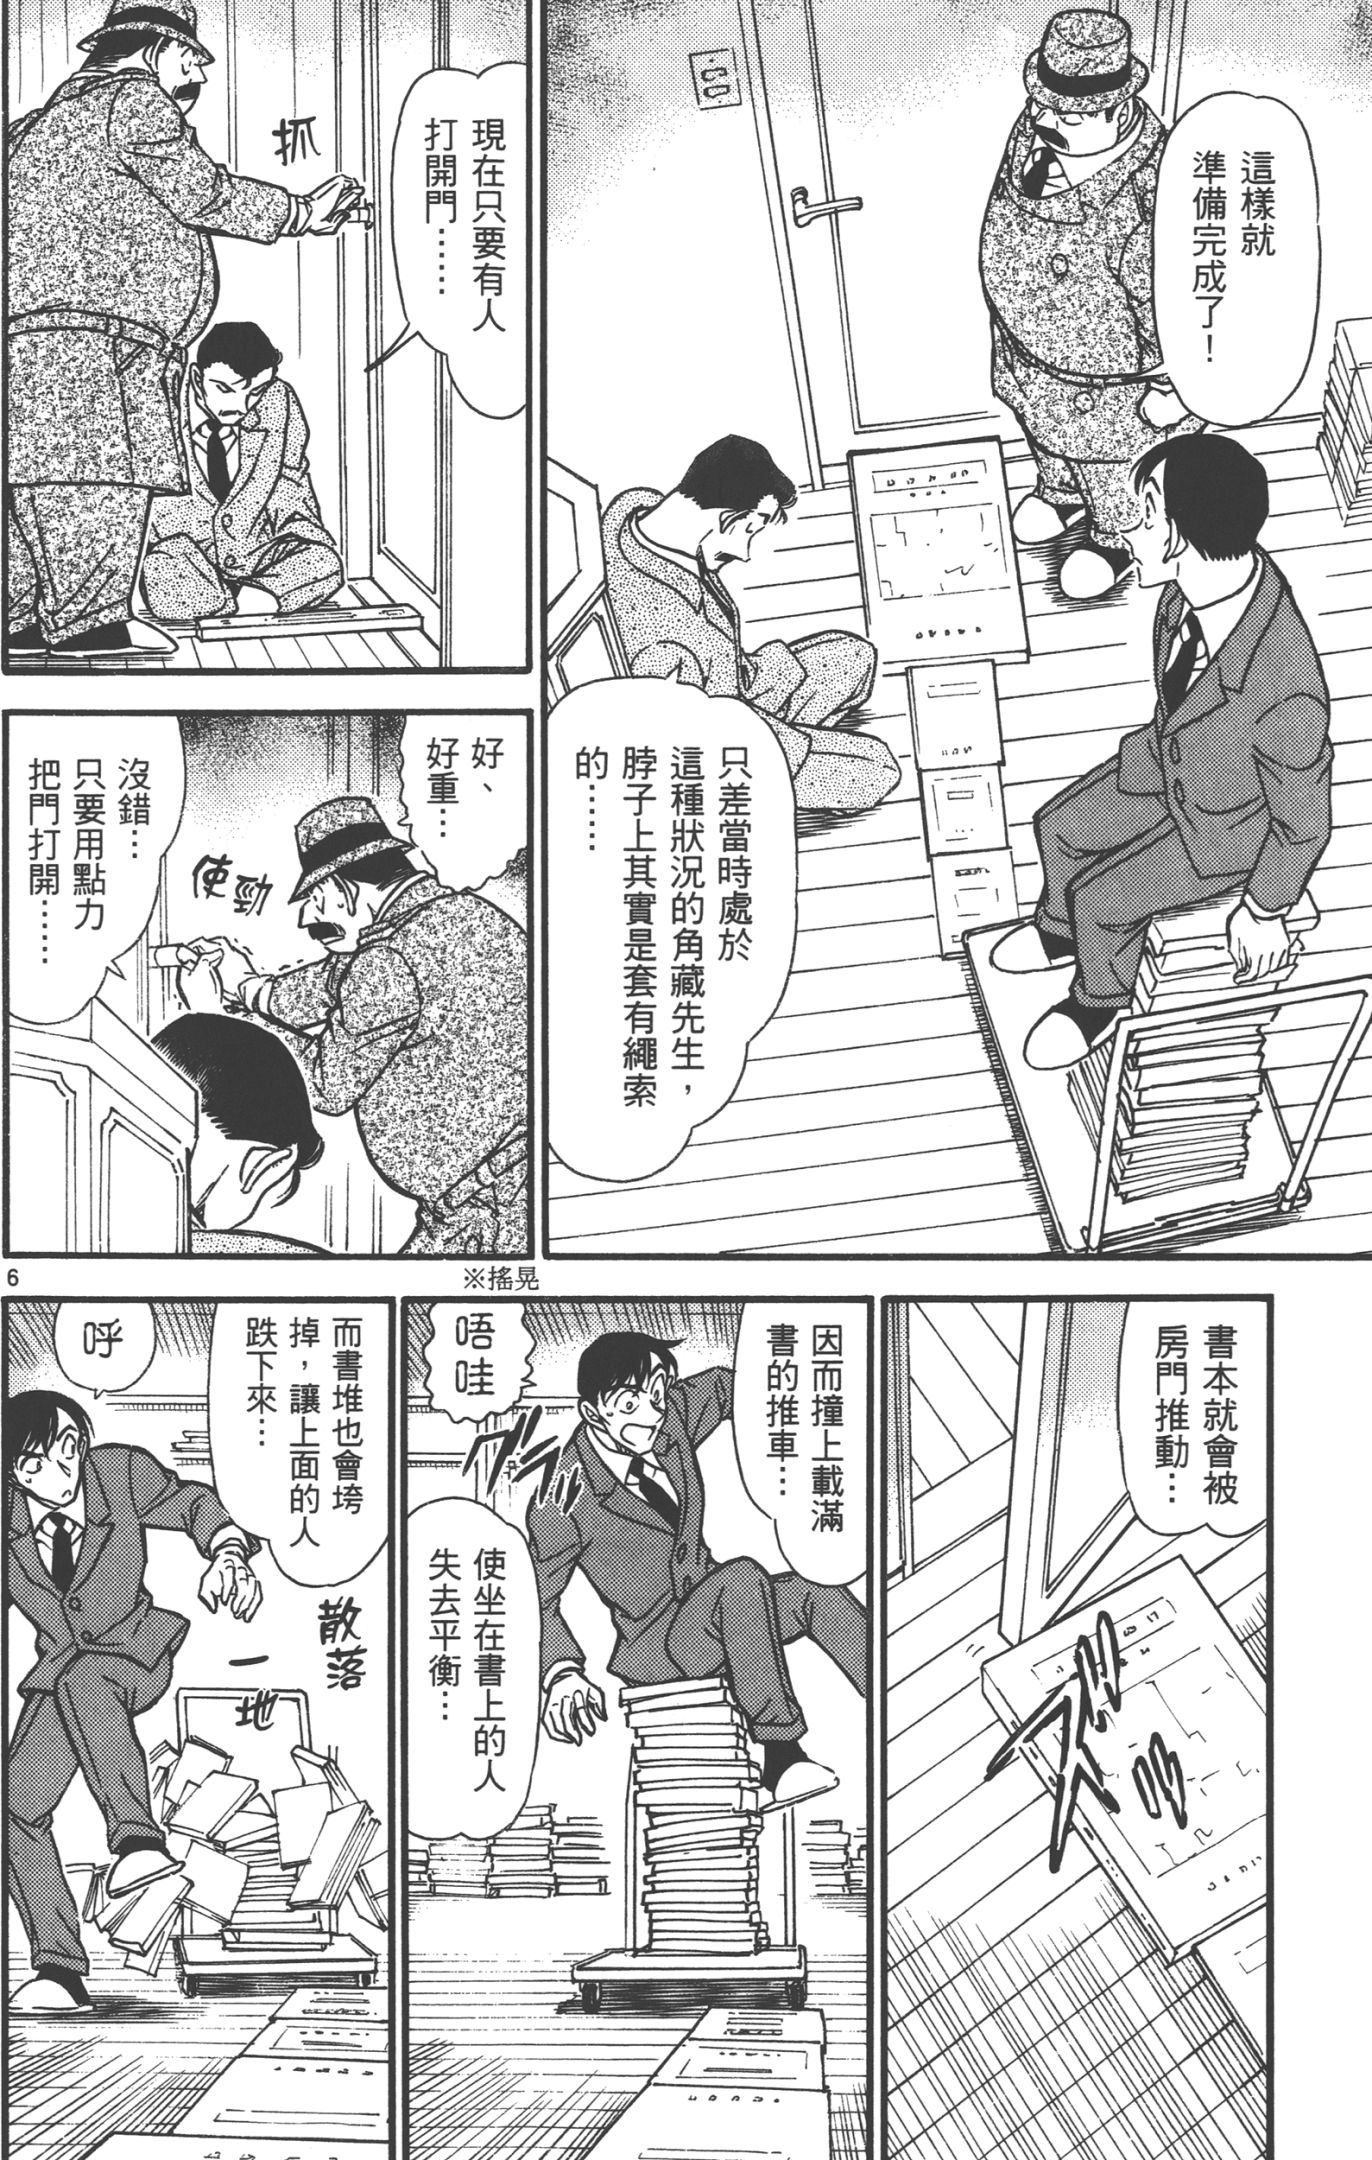 這樣就
準備完成了！
只差當時處於
這種狀況的角藏先生，
脖子上其實是套有繩索
的……
現在只要有人
打開門……
抓
好、
好重…
使勁
沒錯…
只要用點力
把門打開……
6
※搖晃
書本就會被
房門推動…
因而撞上載滿
書的推車…
唔哇
使坐在書上的人
失去平衡…
而書堆也會垮
掉，讓上面的人
跌下來…
呼
散落
一地